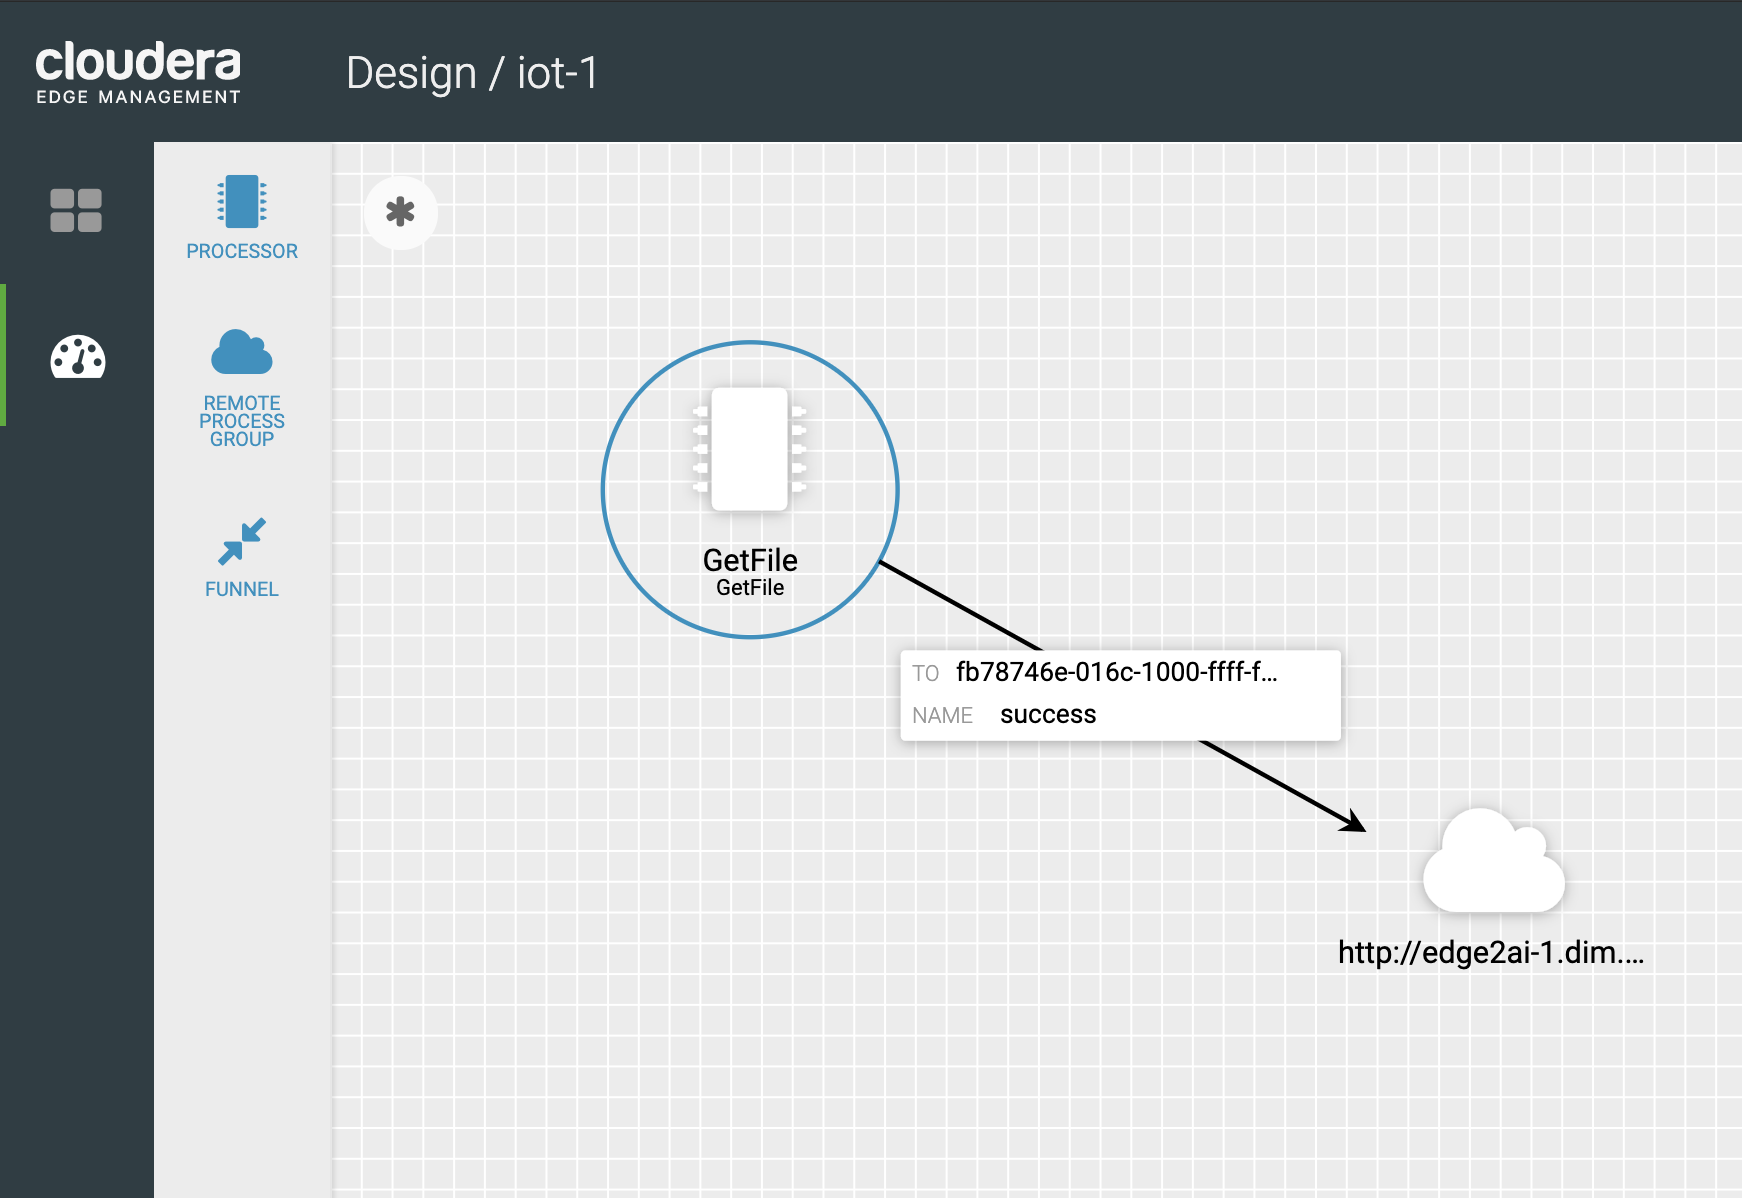 cloudera
EDGE MANAGEMENT
Design / iot-1
PROCESSOR
REMOTE
PROCESS
GROUP
FUNNEL
GetFile
GetFile
TO fb78746e-016c-1000-ffff-f...
NAME success
http://edge2ai-1.dim....